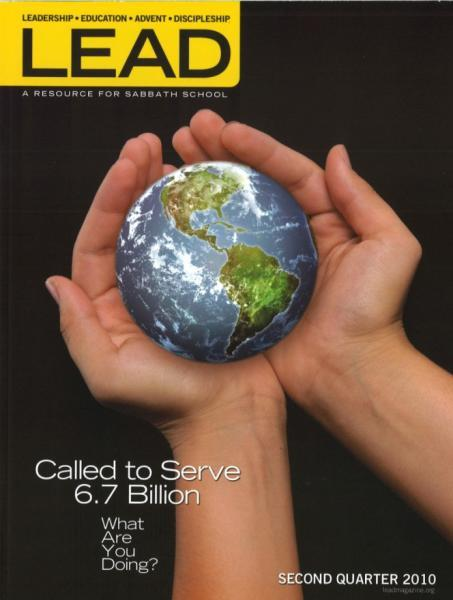 LEADERSHIP • EDUCATION • ADVENT • DISCIPLESHIP
LEAD
A RESOURCE FOR SABBATH SCHOOL
Called to Serve
6.7 Billion
What
Are
You
Doing?
SECOND QUARTER 2010
leadmagazine.org